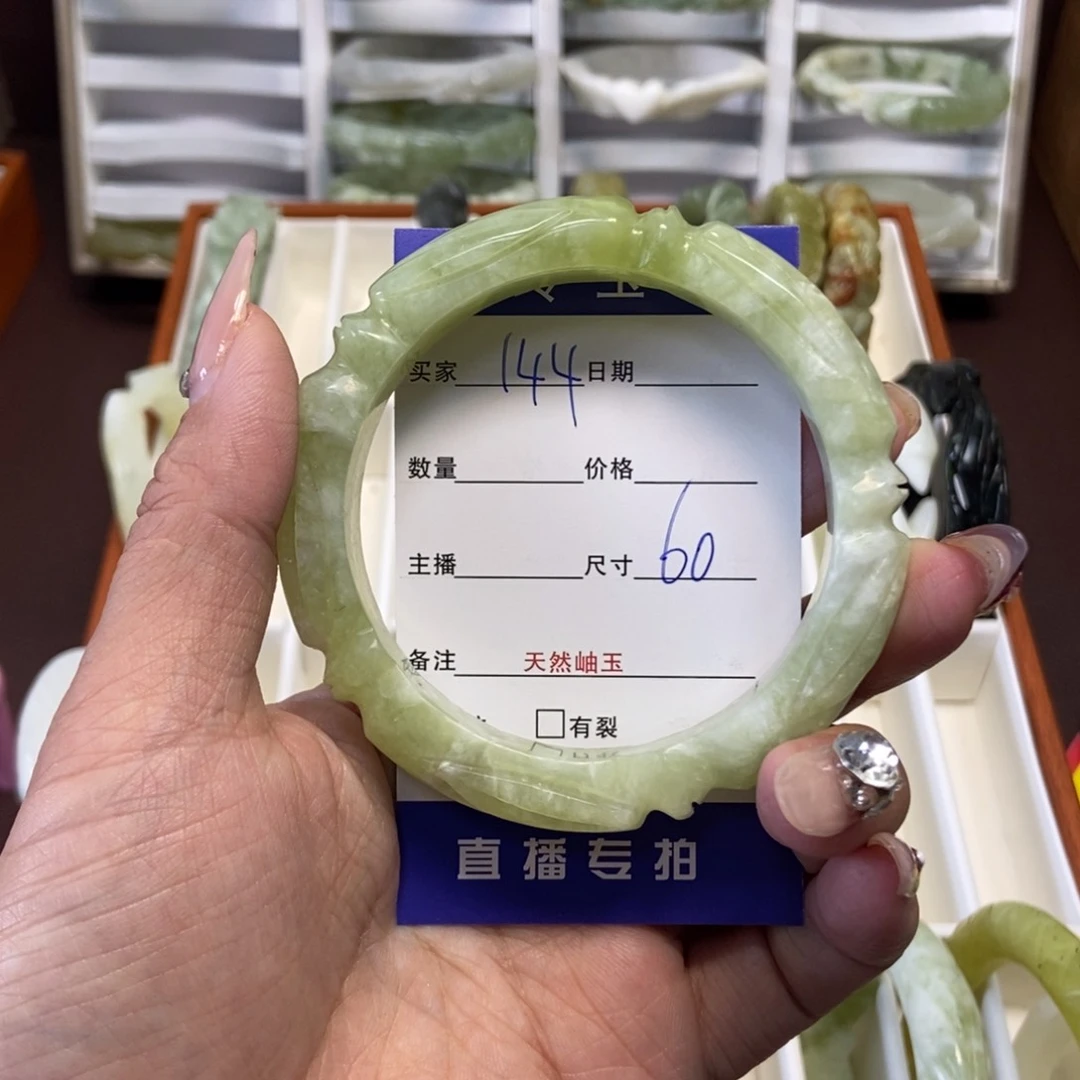 买家 144 日期
数量 价格
主播 尺寸 60
备注 天然岫玉
□有裂
直播专拍